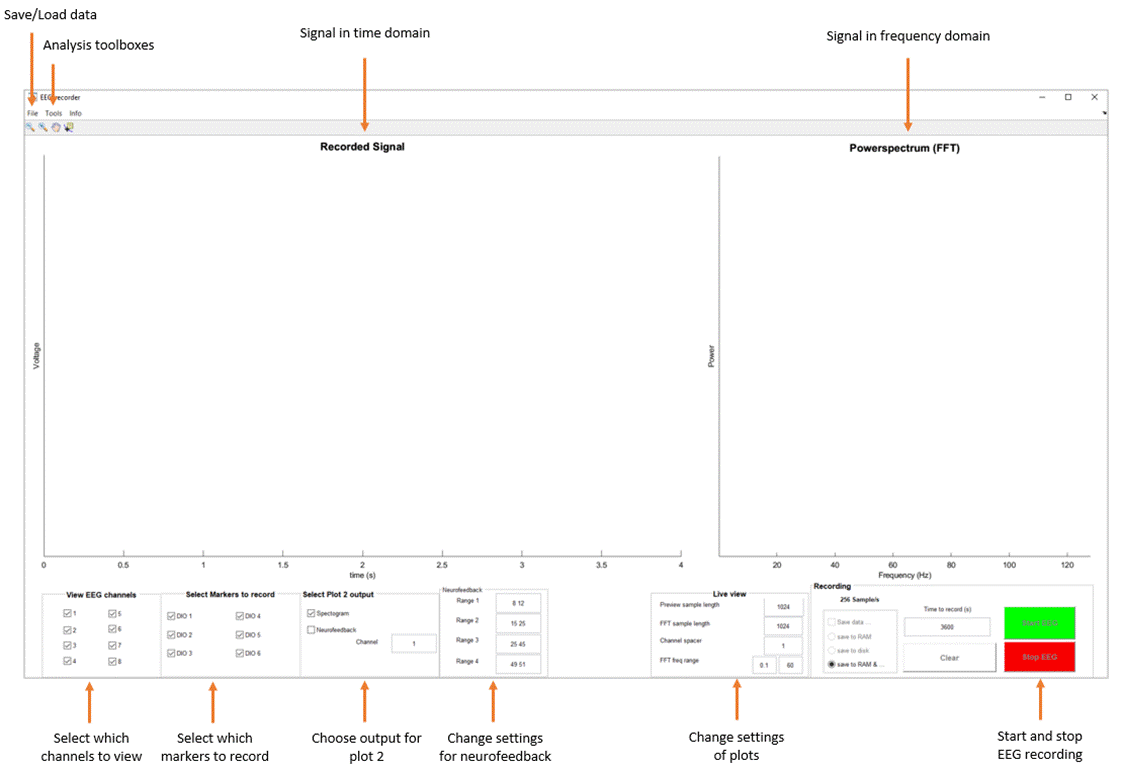 Save/Load data
Analysis toolboxes
Signal in time domain
Signal in frequency domain
EEG recorder
File Tools Info
Recorded Signal
Powerspectrum (FFT)
Voltage
Power
0 0.5 1 1.5 2 2.5 3 3.5 4
time (s)
20 40 60 80 100 120
Frequency (Hz)
View EEG channels
1 5
2 6
3 7
4 8
Select Markers to record
DIO 1 DIO 4
DIO 2 DIO 5
DIO 3 DIO 6
Select Plot 2 output
Spectogram
Neurofeedback
Channel 1
Neurofeedback
Range 1 8 12
Range 2 15 25
Range 3 25 45
Range 4 49 51
Live view
Preview sample length 1024
FFT sample length 1024
Channel spacer 1
FFT freq range 0.1 60
Recording
256 Sample/s
Save data ...
save to RAM
save to disk
save to RAM & ...
Time to record (s)
3600
Clear
Start EEG
Stop EEG
Select which
channels to view
Select which
markers to record
Choose output for
plot 2
Change settings
for neurofeedback
Change settings
of plots
Start and stop
EEG recording